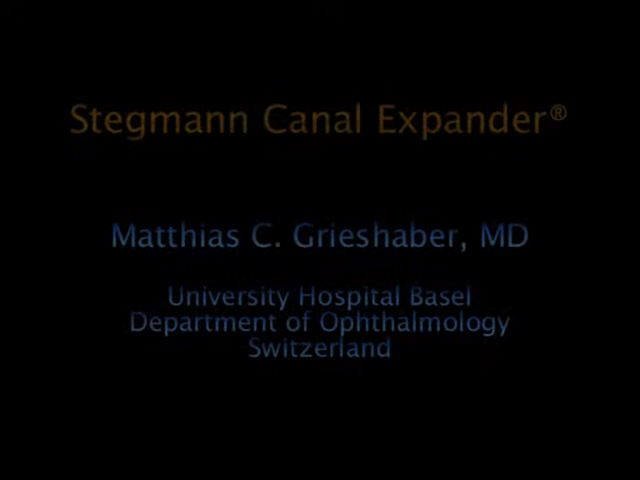 Stegmann Canal Expander®
Matthias C. Grieshaber, MD
University Hospital Basel
Department of Ophthalmology
Switzerland